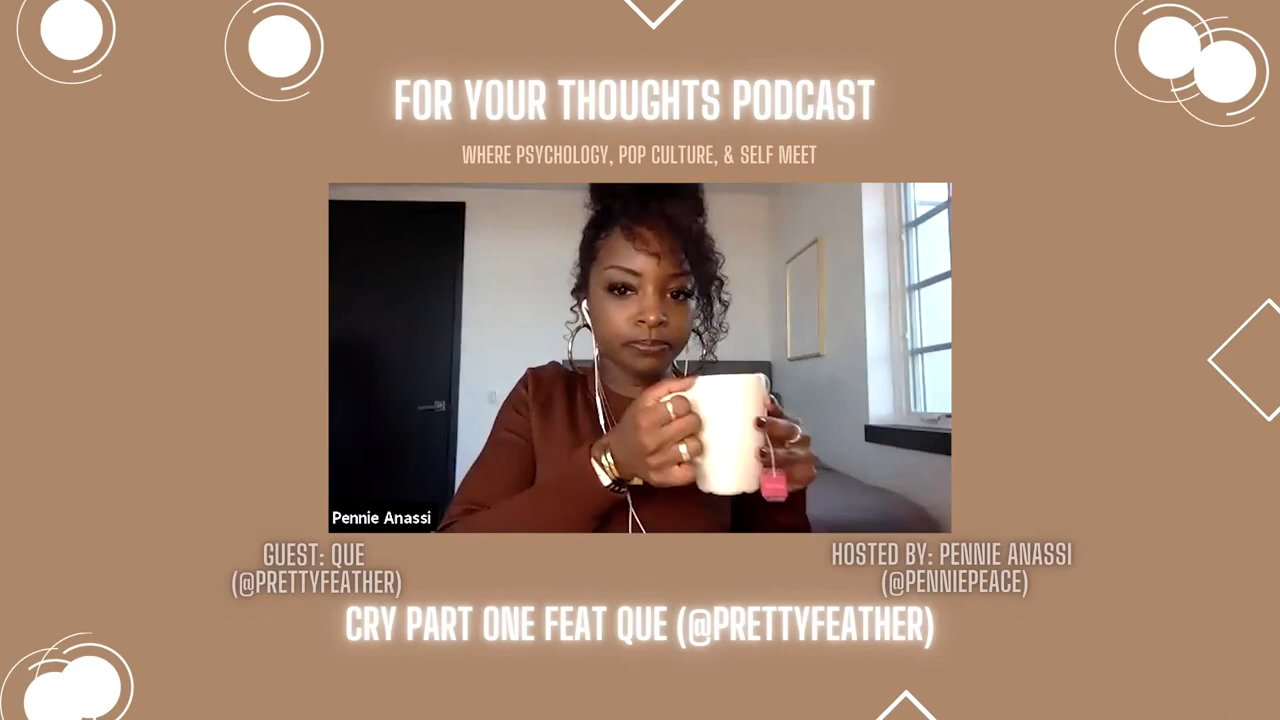 FOR YOUR THOUGHTS PODCAST
WHERE PSYCHOLOGY, POP CULTURE, & SELF MEET
Pennie Anassi
GUEST: QUE
(@PRETTYFEATHER)
HOSTED BY: PENNIE ANASSI
(@PENNIEPEACE)
CRY PART ONE FEAT QUE (@PRETTYFEATHER)